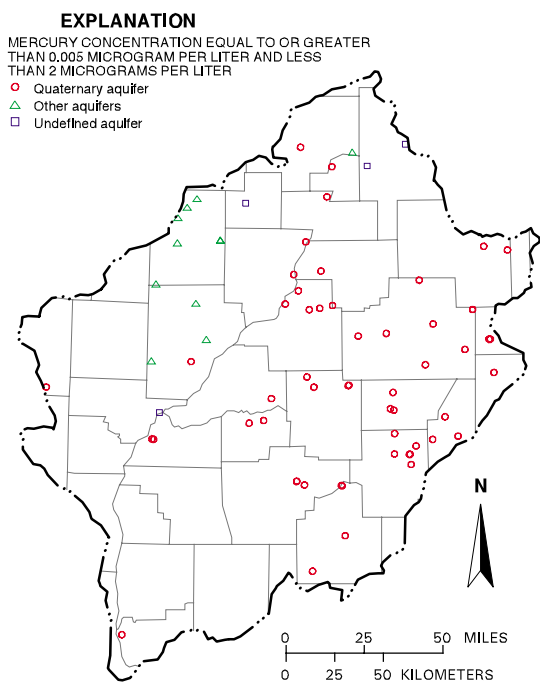 EXPLANATION
MERCURY CONCENTRATION EQUAL TO OR GREATER
THAN 0.005 MICROGRAM PER LITER AND LESS
THAN 2 MICROGRAMS PER LITER
Quaternary aquifer
Other aquifers
Undefined aquifer
N
0 25 50 MILES
0 25 50 KILOMETERS